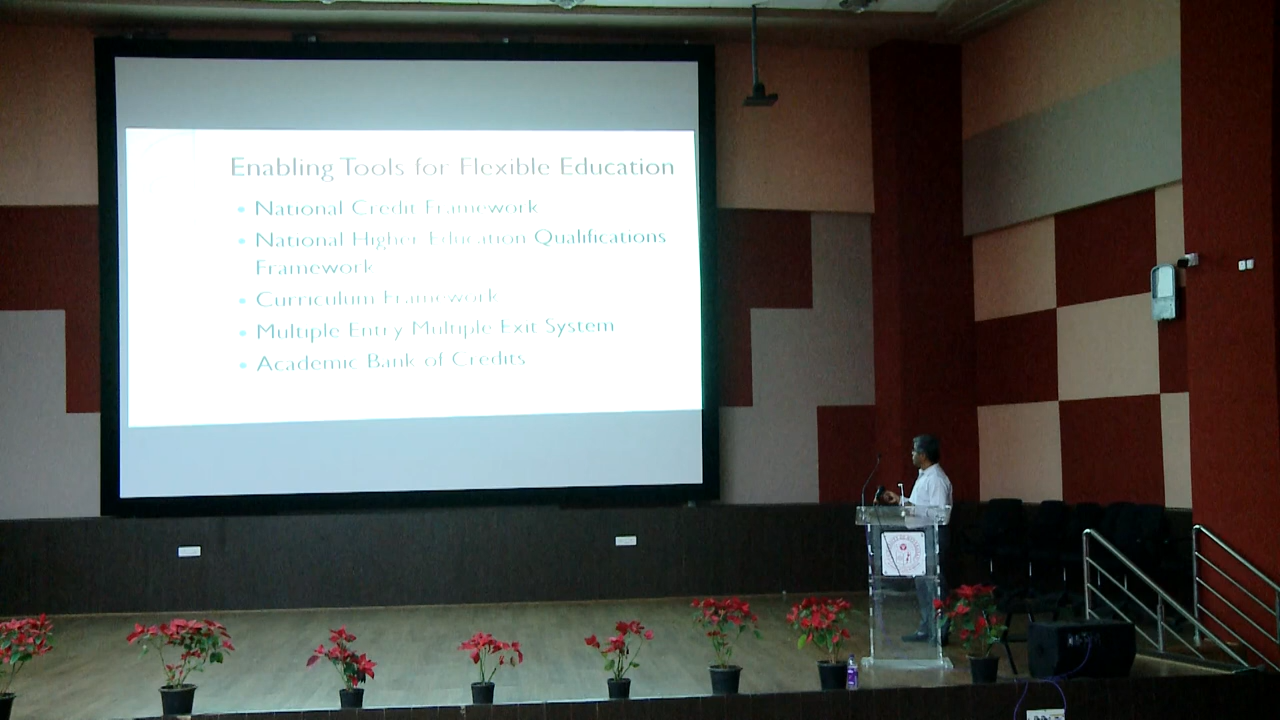 Enabling Tools for Flexible Education
• National Credit Framework
• National Higher Education Qualifications
Framework
• Curriculum Framework
• Multiple Entry Multiple Exit System
• Academic Bank of Credits